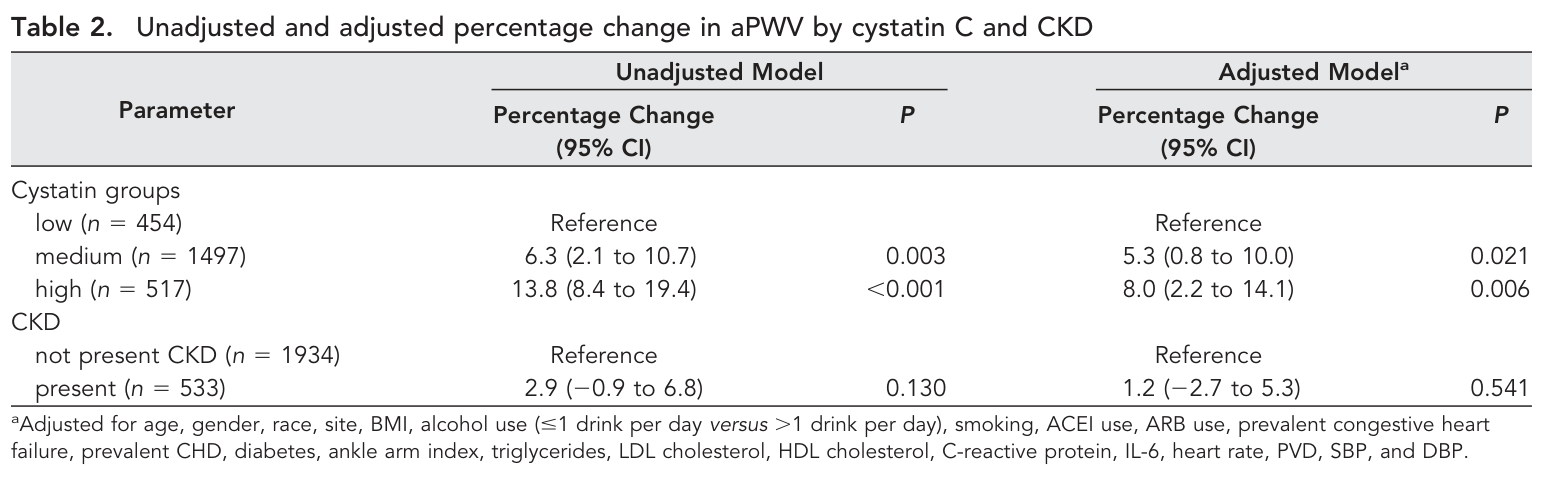 Table 2. Unadjusted and adjusted percentage change in aPWV by cystatin C and CKD
Parameter Unadjusted Model Adjusted Modelᵃ
Percentage Change (95% CI) P Percentage Change (95% CI) P
Cystatin groups
low (n = 454) Reference Reference
medium (n = 1497) 6.3 (2.1 to 10.7) 0.003 5.3 (0.8 to 10.0) 0.021
high (n = 517) 13.8 (8.4 to 19.4) <0.001 8.0 (2.2 to 14.1) 0.006
CKD
not present CKD (n = 1934) Reference Reference
present (n = 533) 2.9 (−0.9 to 6.8) 0.130 1.2 (−2.7 to 5.3) 0.541
ᵃAdjusted for age, gender, race, site, BMI, alcohol use (≤1 drink per day versus >1 drink per day), smoking, ACEI use, ARB use, prevalent congestive heart
failure, prevalent CHD, diabetes, ankle arm index, triglycerides, LDL cholesterol, HDL cholesterol, C-reactive protein, IL-6, heart rate, PVD, SBP, and DBP.